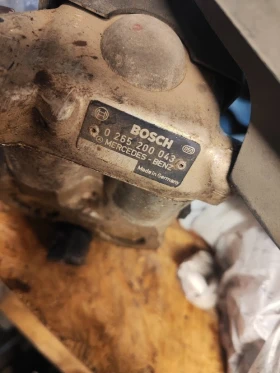 BOSCH
0 265 200 043
MERCEDES-BENZ
Made in Germany